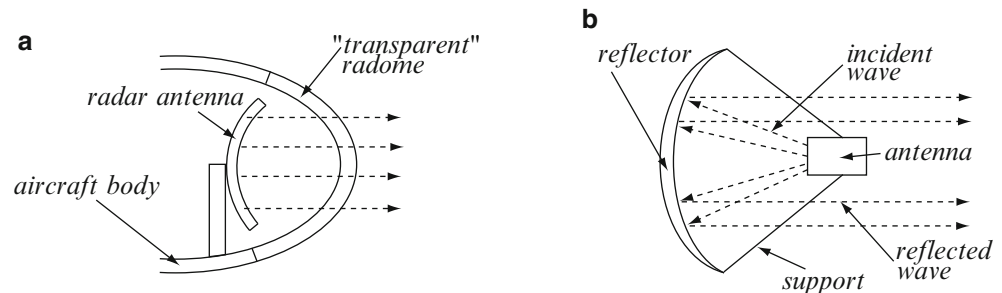 a
"transparent"
radome
radar antenna
aircraft body
b
reflector
incident
wave
antenna
reflected
wave
support